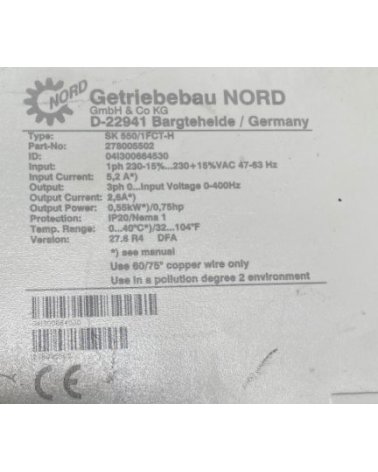 NORD
Getriebebau NORD
GmbH & Co KG
D-22941 Bargteheide / Germany
Type: SK 550/1FCT-H
Part-No: 278005502
ID: 04I300664530
Input: 1ph 230-15%...230+15%VAC 47-63 Hz
Input Current: 5,2 A*)
Output: 3ph 0...Input Voltage 0-400Hz
Output Current: 2,6A*)
Output Power: 0,55kW*)/0,75hp
Protection: IP20/Nema 1
Temp. Range: 0...40°C*)/32...104°F
Version: 27.6 R4 DFA
*) see manual
Use 60/75° copper wire only
Use in a pollution degree 2 environment
CE